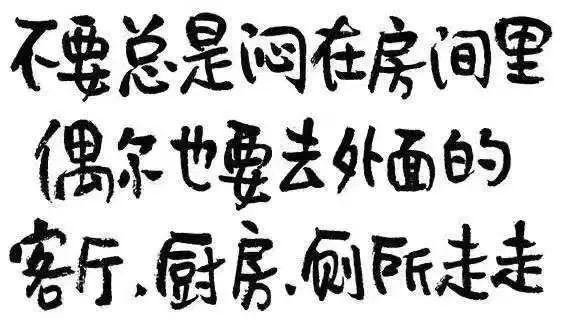 不要总是闷在房间里
偶尔也要去外面的
客厅、厨房、厕所走走